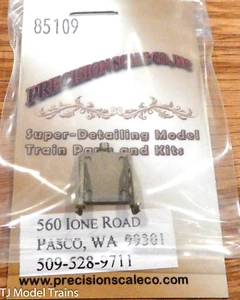 85109
PRECISION SCALE CO., INC
Super-Detailing Model
Train Parts and Kits
560 IONE ROAD
PASCO, WA 99301
509-528-9711
www.precisionscaleco.com
TJ Model Trains